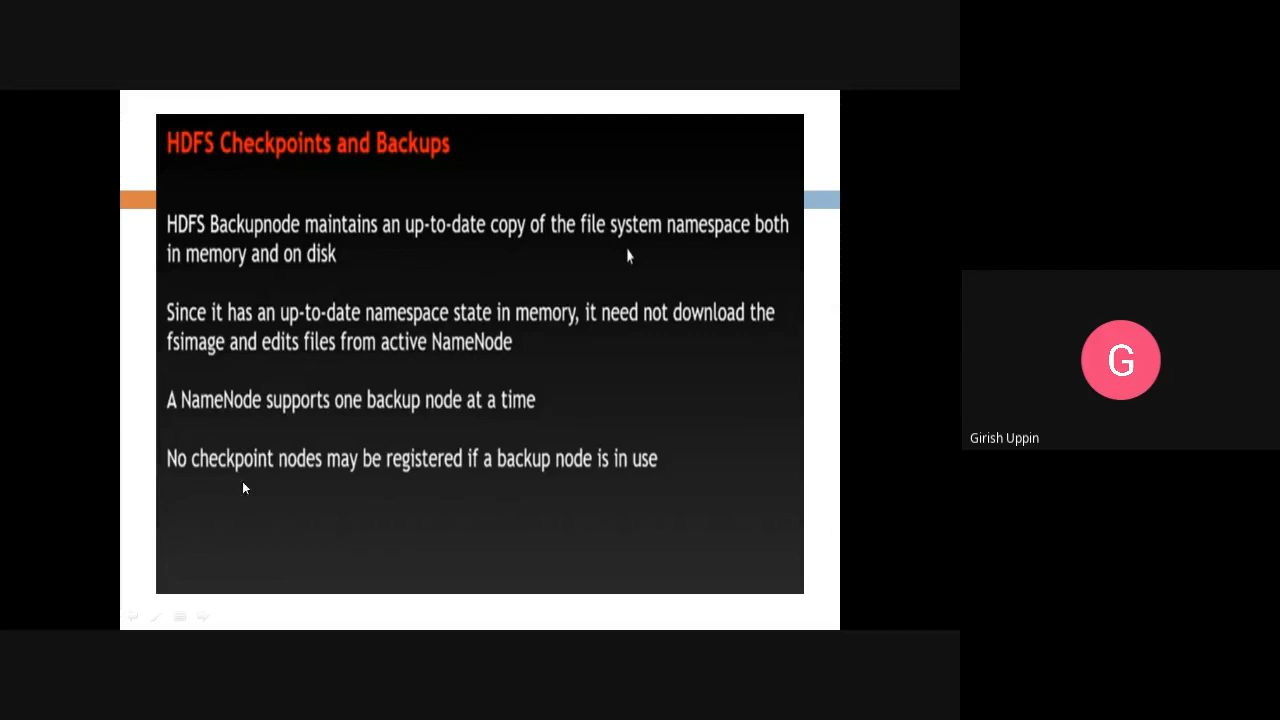 HDFS Checkpoints and Backups
HDFS Backupnode maintains an up-to-date copy of the file system namespace both
in memory and on disk
Since it has an up-to-date namespace state in memory, it need not download the
fsimage and edits files from active NameNode
A NameNode supports one backup node at a time
No checkpoint nodes may be registered if a backup node is in use
G
Girish Uppin